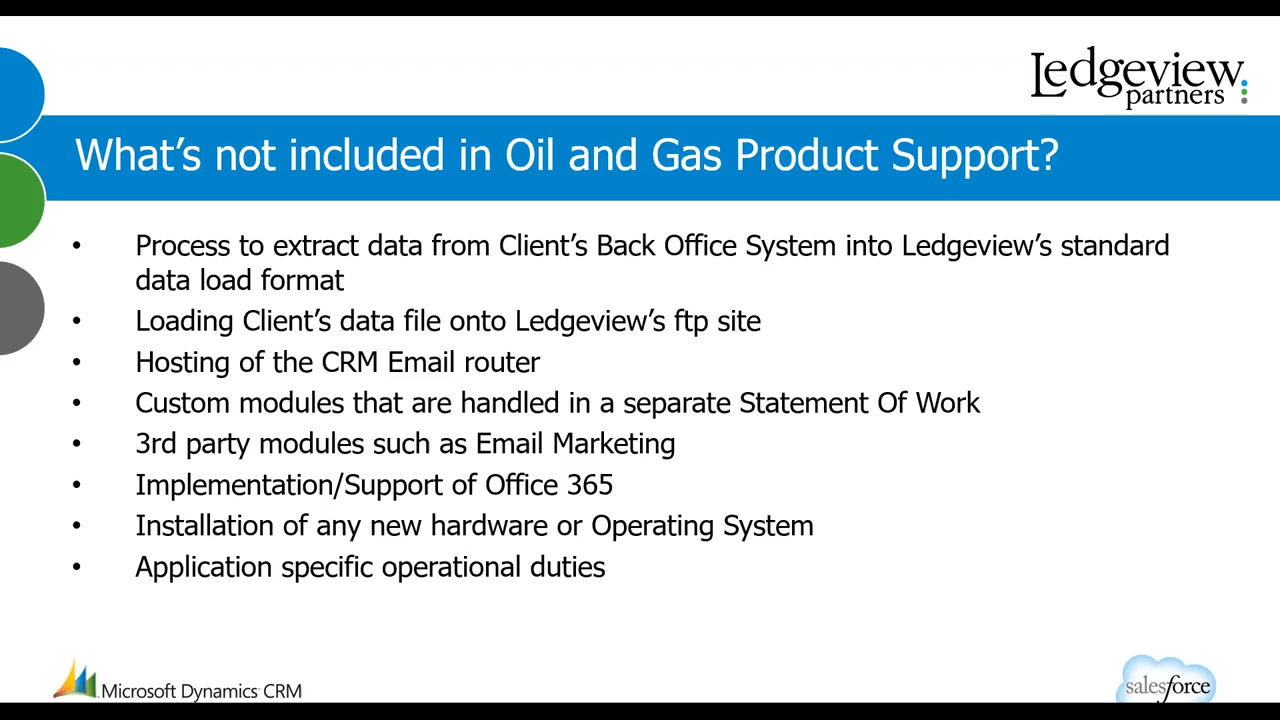 Ledgeview
partners
What's not included in Oil and Gas Product Support?
• Process to extract data from Client's Back Office System into Ledgeview's standard
data load format
• Loading Client's data file onto Ledgeview's ftp site
• Hosting of the CRM Email router
• Custom modules that are handled in a separate Statement Of Work
• 3rd party modules such as Email Marketing
• Implementation/Support of Office 365
• Installation of any new hardware or Operating System
• Application specific operational duties
Microsoft Dynamics CRM
salesforce